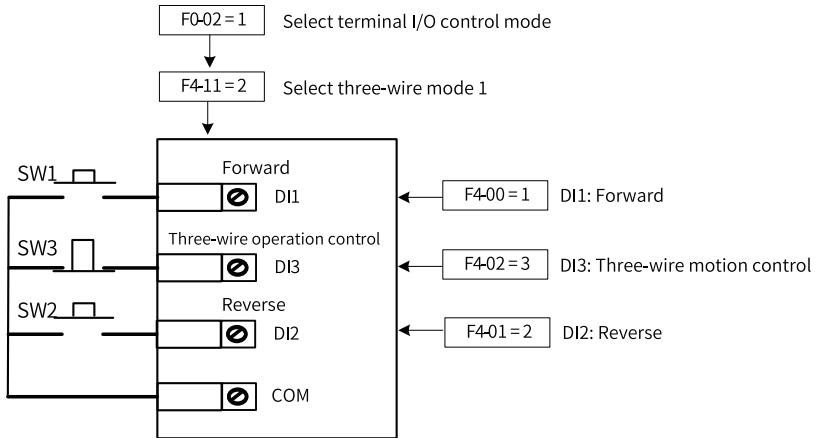 F0-02 = 1 Select terminal I/O control mode
F4-11 = 2 Select three-wire mode 1
Forward
SW1 DI1 F4-00 = 1 DI1: Forward
Three-wire operation control
SW3 DI3 F4-02 = 3 DI3: Three-wire motion control
Reverse
SW2 DI2 F4-01 = 2 DI2: Reverse
COM